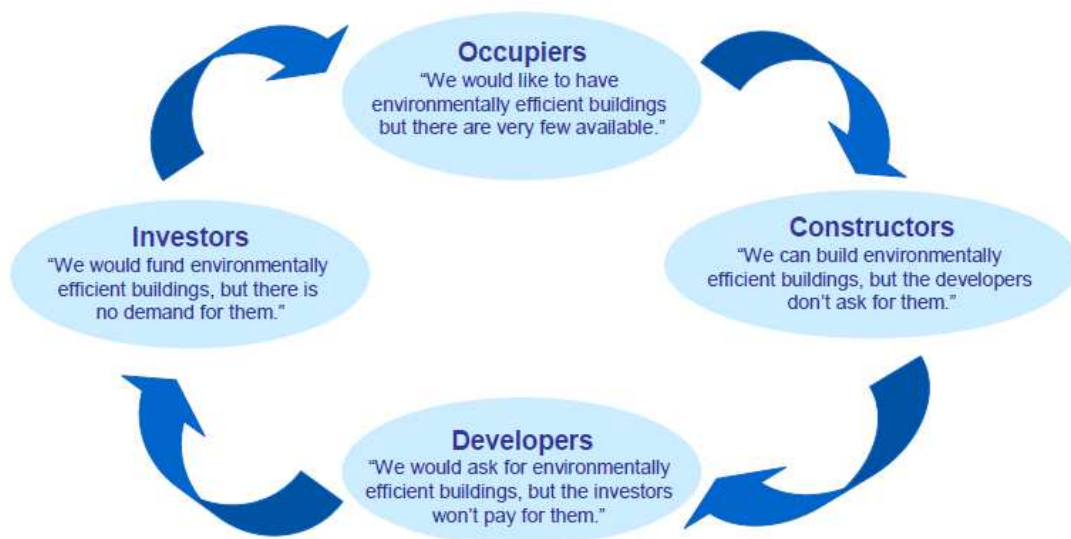 Occupiers
“We would like to have
environmentally efficient buildings
but there are very few available.”
Investors
“We would fund environmentally
efficient buildings, but there is
no demand for them.”
Constructors
“We can build environmentally
efficient buildings, but the developers
don’t ask for them.”
Developers
“We would ask for environmentally
efficient buildings, but the investors
won’t pay for them.”